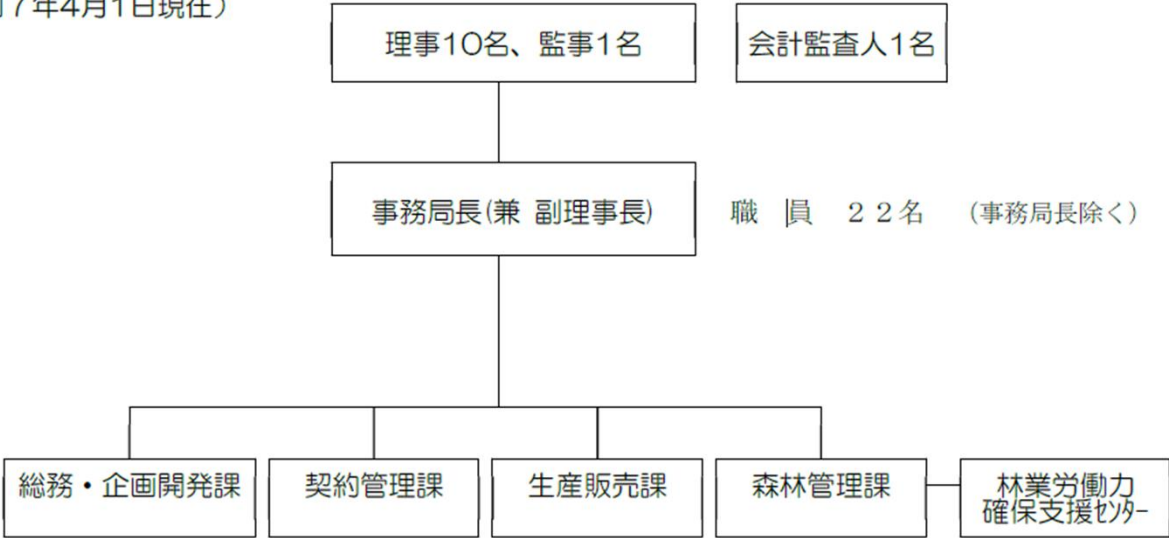 7年4月1日現在）
理事10名、監事1名
会計監査人1名
事務局長(兼 副理事長)
職 員 22名 （事務局長除く）
総務・企画開発課
契約管理課
生産販売課
森林管理課
林業労働力
確保支援ｾﾝﾀｰ